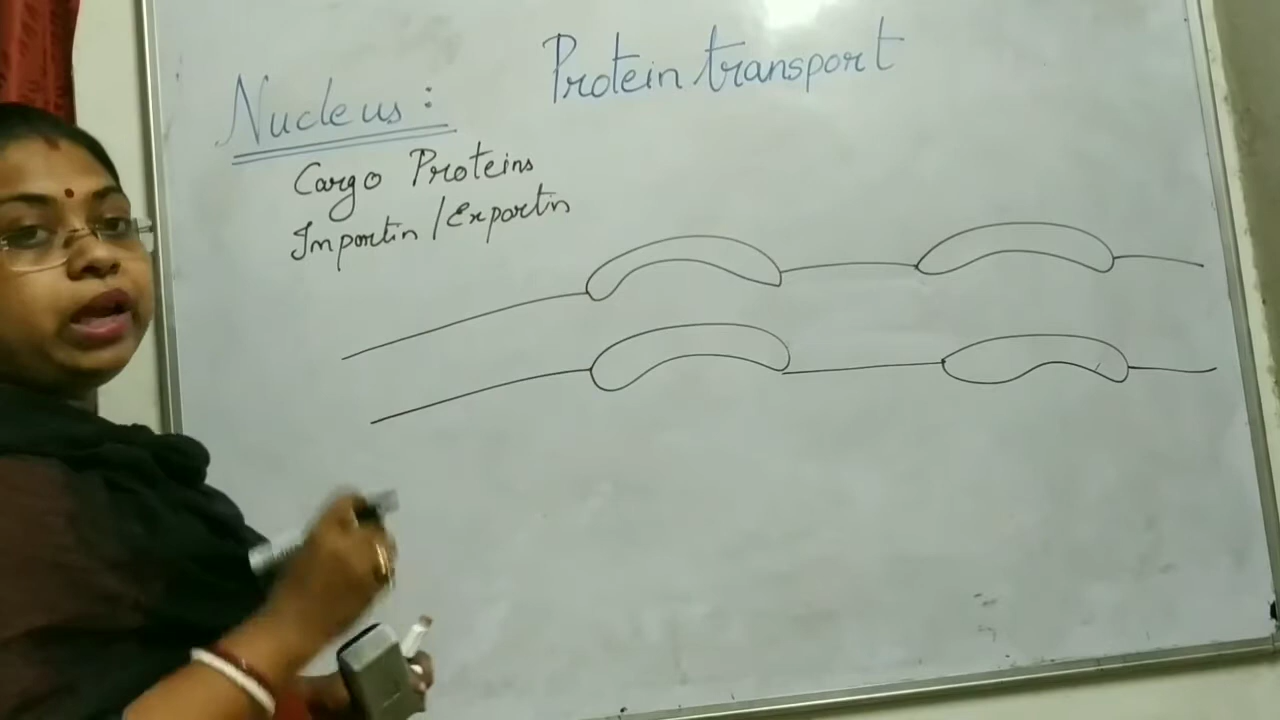 Protein transport
Nucleus:
Cargo Proteins
Importin/Exportin